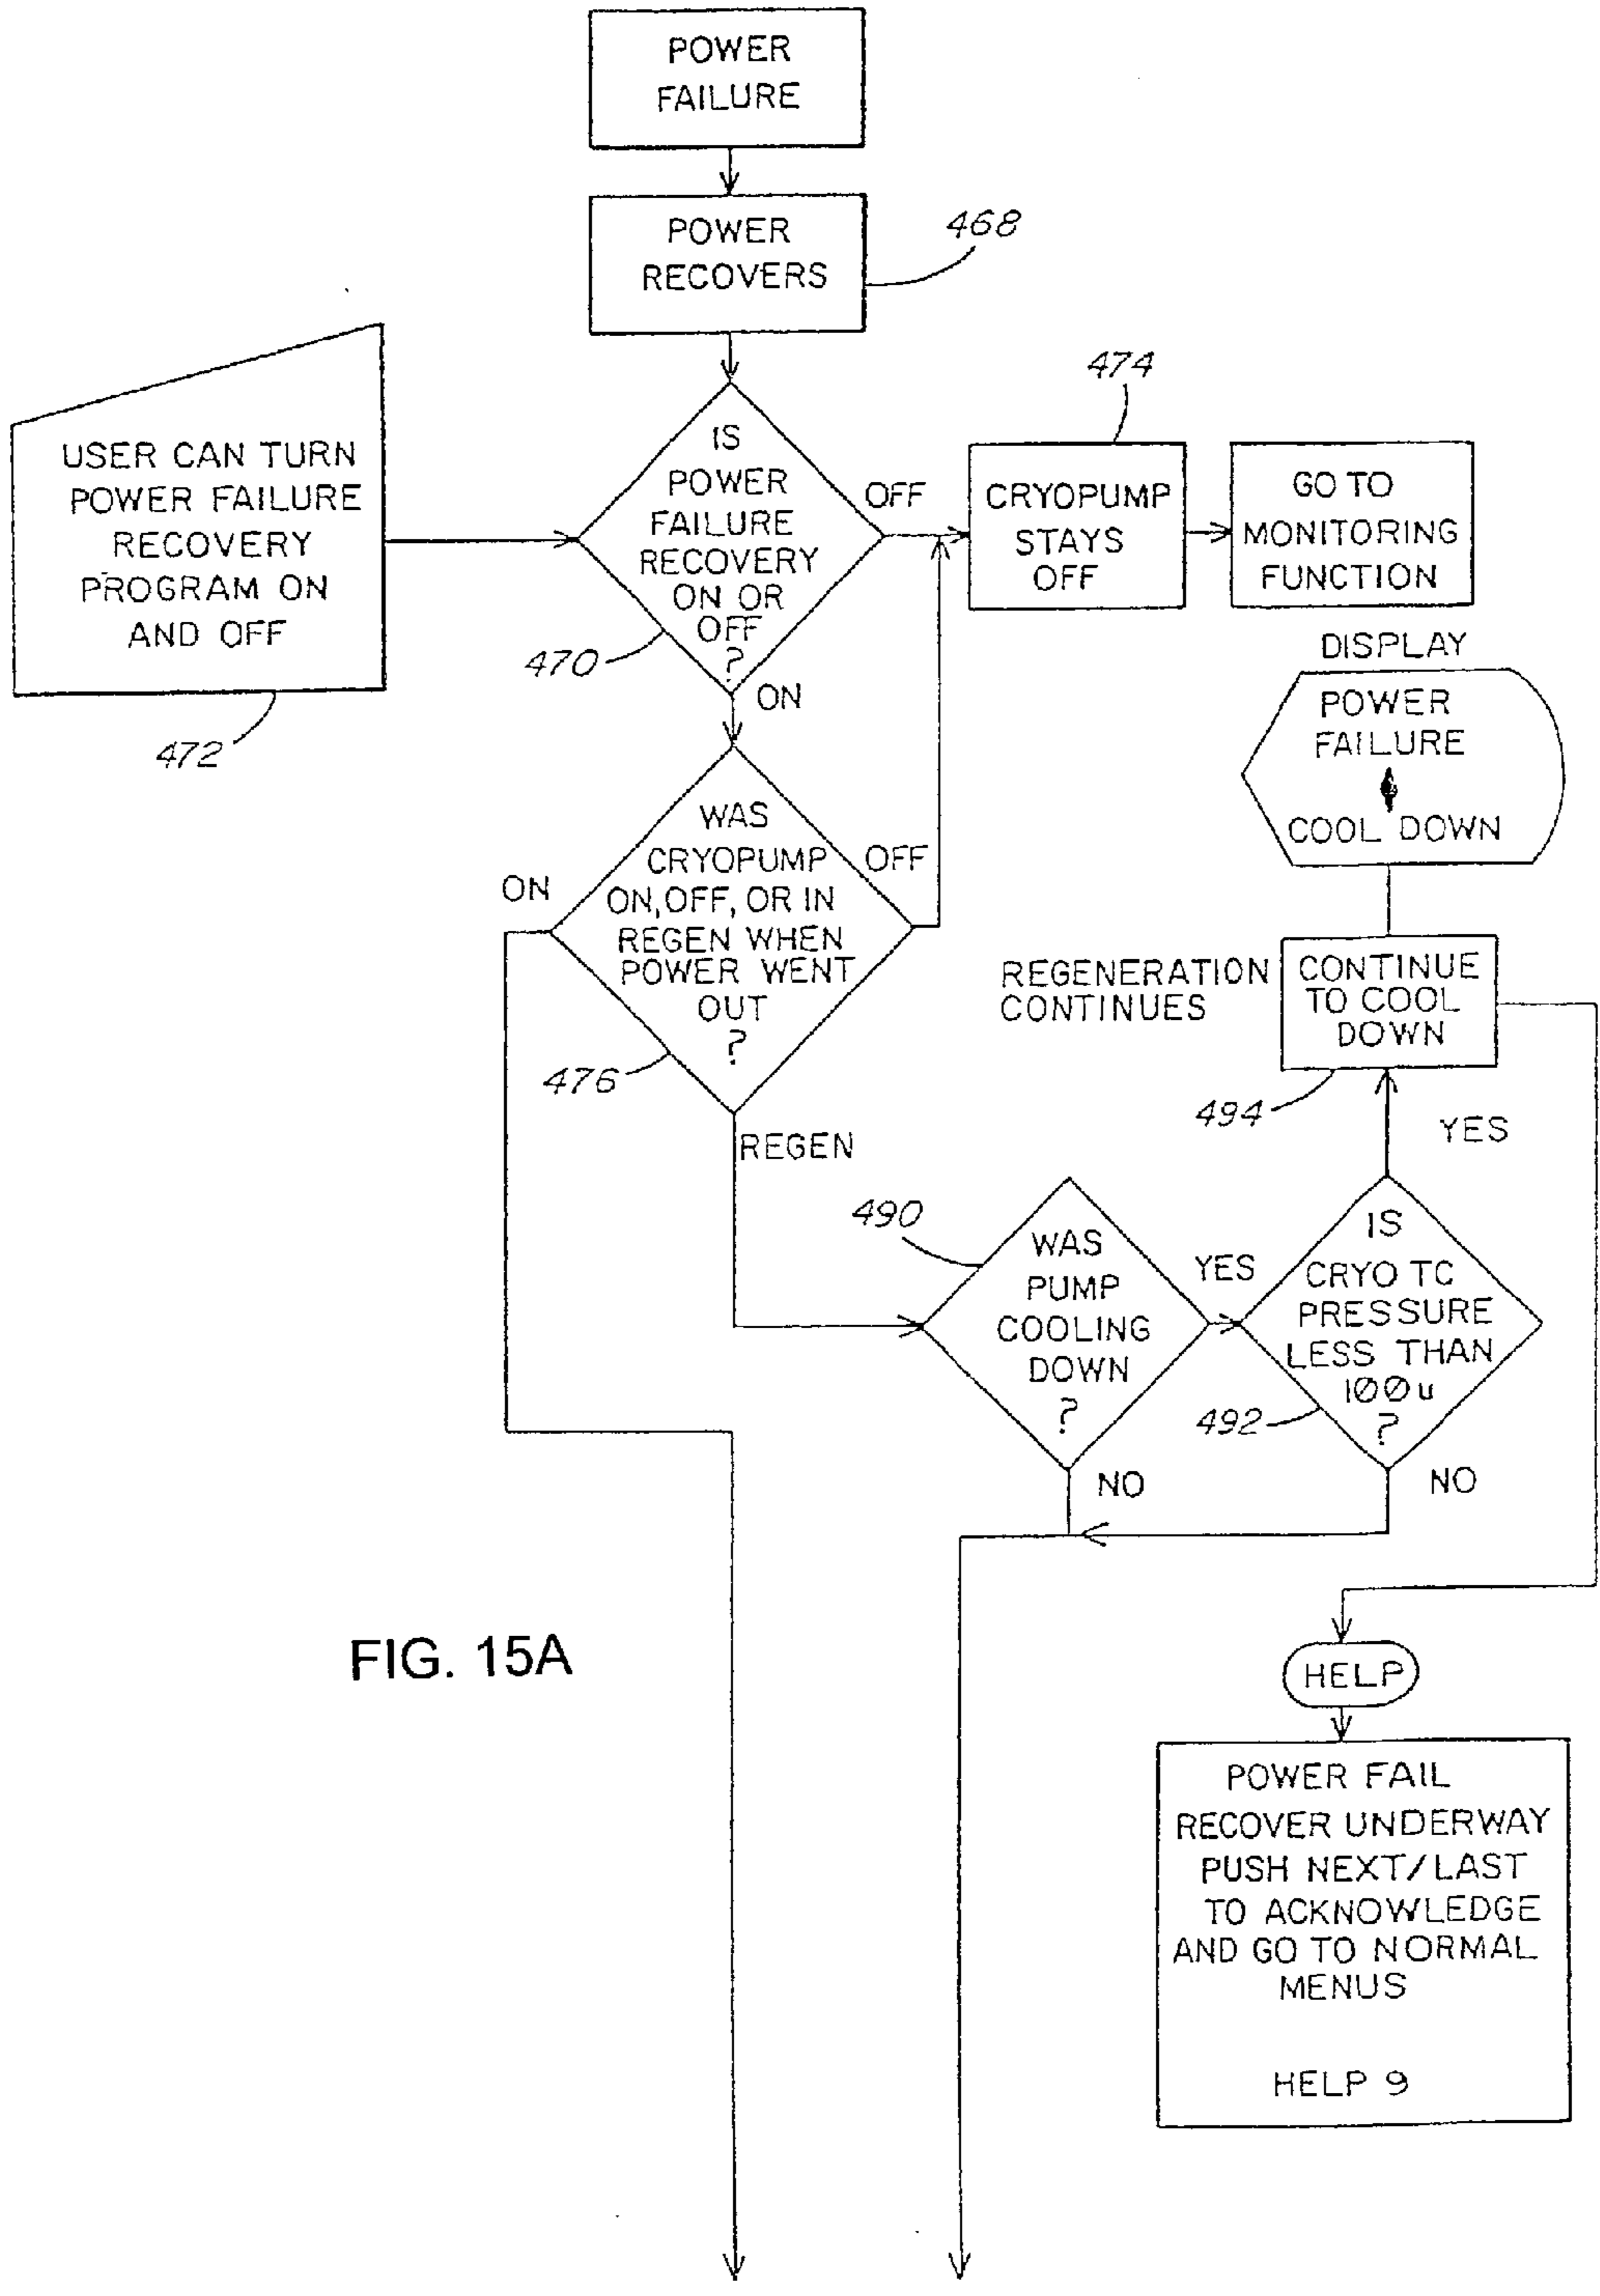 POWER
FAILURE
POWER
RECOVERS
468
USER CAN TURN
POWER FAILURE
RECOVERY
PROGRAM ON
AND OFF
472
IS
POWER
FAILURE
RECOVERY
ON OR
OFF
?
470
OFF
ON
474
CRYOPUMP
STAYS
OFF
GO TO
MONITORING
FUNCTION
DISPLAY
POWER
FAILURE
COOL DOWN
WAS
CRYOPUMP
ON, OFF, OR IN
REGEN WHEN
POWER WENT
OUT
?
476
ON
OFF
REGEN
REGENERATION
CONTINUES
CONTINUE
TO COOL
DOWN
494
YES
490
WAS
PUMP
COOLING
DOWN
?
YES
NO
IS
CRYO TC
PRESSURE
LESS THAN
100u
?
492
NO
HELP
POWER FAIL
RECOVER UNDERWAY
PUSH NEXT/LAST
TO ACKNOWLEDGE
AND GO TO NORMAL
MENUS
HELP 9
FIG. 15A